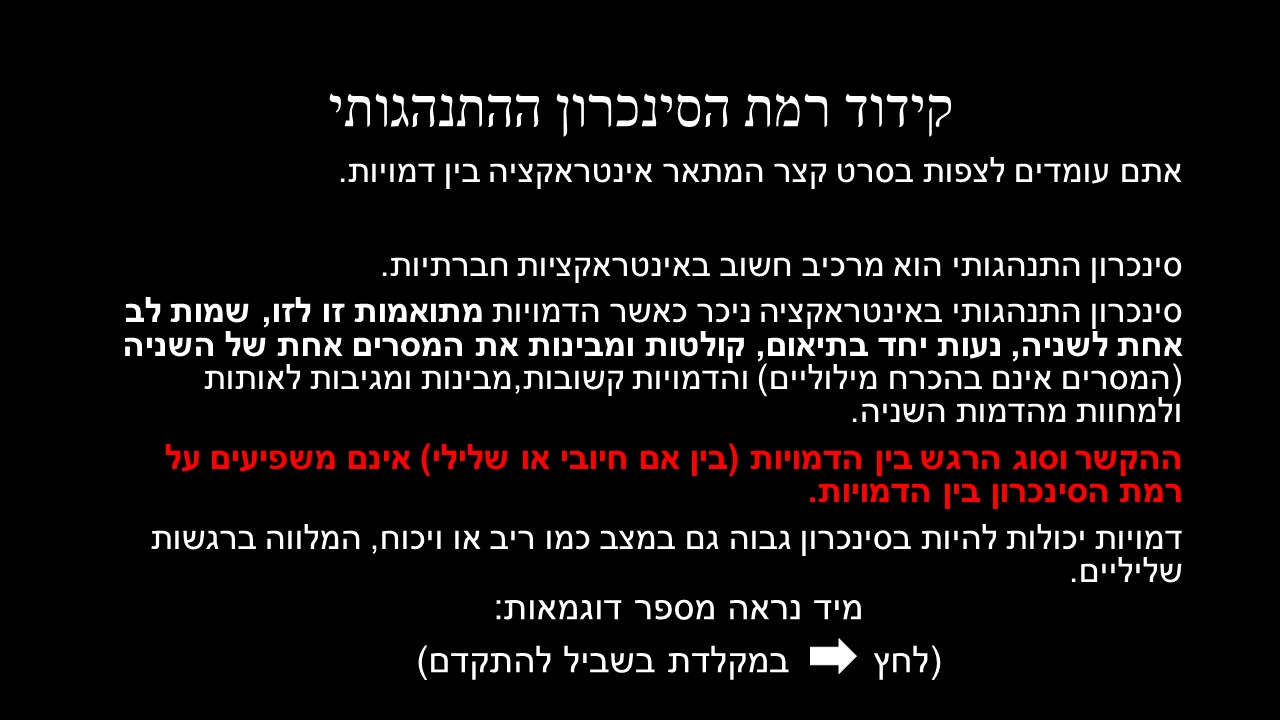 קידוד רמת הסינכרון ההתנהגותי
אתם עומדים לצפות בסרט קצר המתאר אינטראקציה בין דמויות.
סינכרון התנהגותי הוא מרכיב חשוב באינטראקציות חברתיות.
סינכרון התנהגותי באינטראקציה ניכר כאשר הדמויות מתואמות זו לזו, שמות לב
אחת לשניה, נעות יחד בתיאום, קולטות ומבינות את המסרים אחת של השניה
(המסרים אינם בהכרח מילוליים) והדמויות קשובות,מבינות ומגיבות לאותות
ולמחוות מהדמות השניה.
ההקשר וסוג הרגש בין הדמויות (בין אם חיובי או שלילי) אינם משפיעים על
רמת הסינכרון בין הדמויות.
דמויות יכולות להיות בסינכרון גבוה גם במצב כמו ריב או ויכוח, המלווה ברגשות
שליליים.
מיד נראה מספר דוגמאות:
(לחץ ➡ במקלדת בשביל להתקדם)